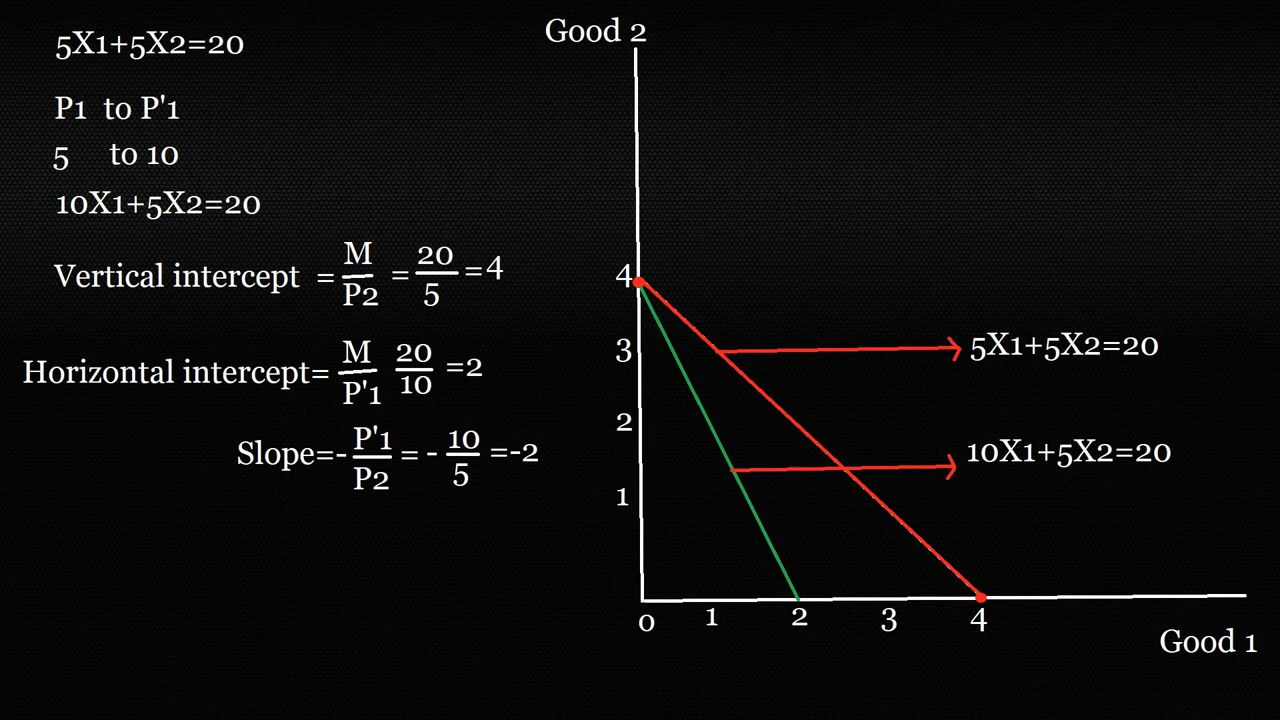 5X1+5X2=20
P1 to P'1
5 to 10
10X1+5X2=20
Vertical intercept = M/P2 = 20/5 =4
Horizontal intercept= M/P'1 20/10 =2
Slope=- P'1/P2 = - 10/5 =-2
Good 2
4
3
2
1
0 1 2 3 4
Good 1
5X1+5X2=20
10X1+5X2=20